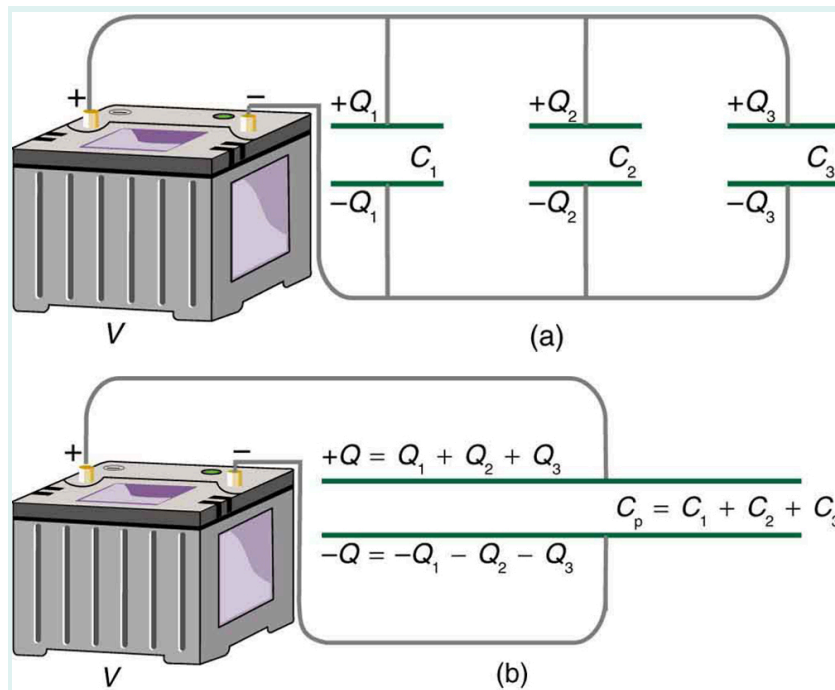 + − +Q₁ +Q₂ +Q₃
C₁ C₂ C₃
−Q₁ −Q₂ −Q₃
V (a)
+ − +Q = Q₁ + Q₂ + Q₃
Cₚ = C₁ + C₂ + C₃
−Q = −Q₁ − Q₂ − Q₃
V (b)